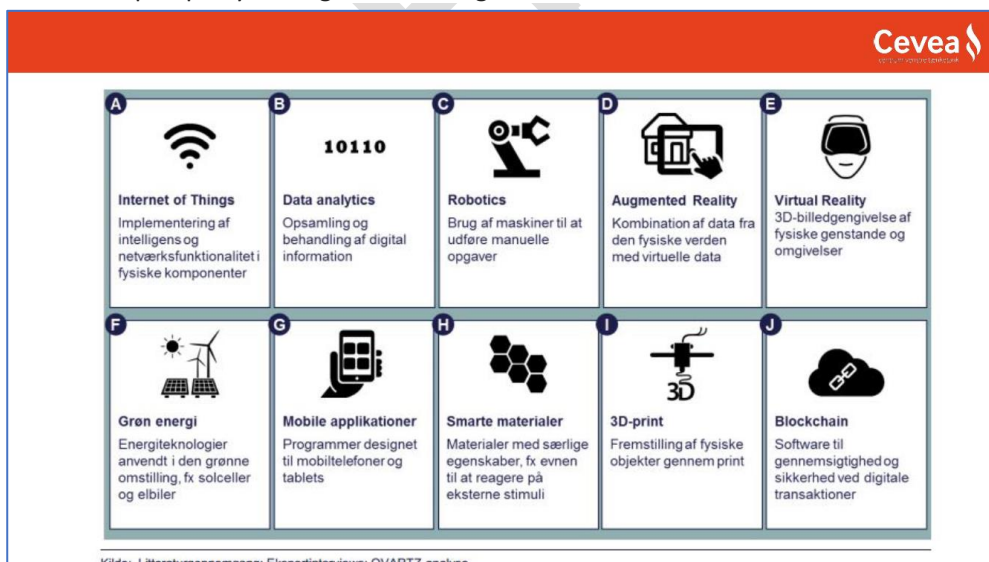 Cevea
A
Internet of Things
Implementering af
intelligens og
netværksfunktionalitet i
fysiske komponenter
B
10110
Data analytics
Opsamling og
behandling af digital
information
C
Robotics
Brug af maskiner til at
udføre manuelle
opgaver
D
Augmented Reality
Kombination af data fra
den fysiske verden
med virtuelle data
E
Virtual Reality
3D-billedgengivelse af
fysiske genstande og
omgivelser
F
Grøn energi
Energiteknologier
anvendt i den grønne
omstilling, fx solceller
og elbiler
G
Mobile applikationer
Programmer designet
til mobiltelefoner og
tablets
H
Smarte materialer
Materialer med særlige
egenskaber, fx evnen
til at reagere på
eksterne stimuli
I
3D
3D-print
Fremstilling af fysiske
objekter gennem print
J
Blockchain
Software til
gennemsigtighed og
sikkerhed ved digitale
transaktioner